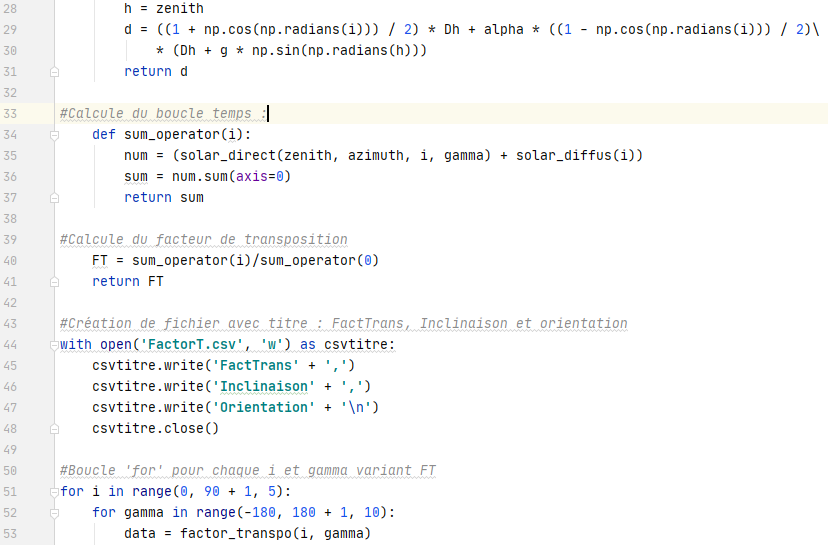 28 h = zenith
29 d = ((1 + np.cos(np.radians(i))) / 2) * Dh + alpha * ((1 - np.cos(np.radians(i))) / 2)\
30 * (Dh + g * np.sin(np.radians(h)))
31 return d
32
33 #Calcule du boucle temps :
34 def sum_operator(i):
35 num = (solar_direct(zenith, azimuth, i, gamma) + solar_diffus(i))
36 sum = num.sum(axis=0)
37 return sum
38
39 #Calcule du facteur de transposition
40 FT = sum_operator(i)/sum_operator(0)
41 return FT
42
43 #Création de fichier avec titre : FactTrans, Inclinaison et orientation
44 with open('FactorT.csv', 'w') as csvtitre:
45 csvtitre.write('FactTrans' + ',')
46 csvtitre.write('Inclinaison' + ',')
47 csvtitre.write('Orientation' + '\n')
48 csvtitre.close()
49
50 #Boucle 'for' pour chaque i et gamma variant FT
51 for i in range(0, 90 + 1, 5):
52 for gamma in range(-180, 180 + 1, 10):
53 data = factor_transpo(i, gamma)